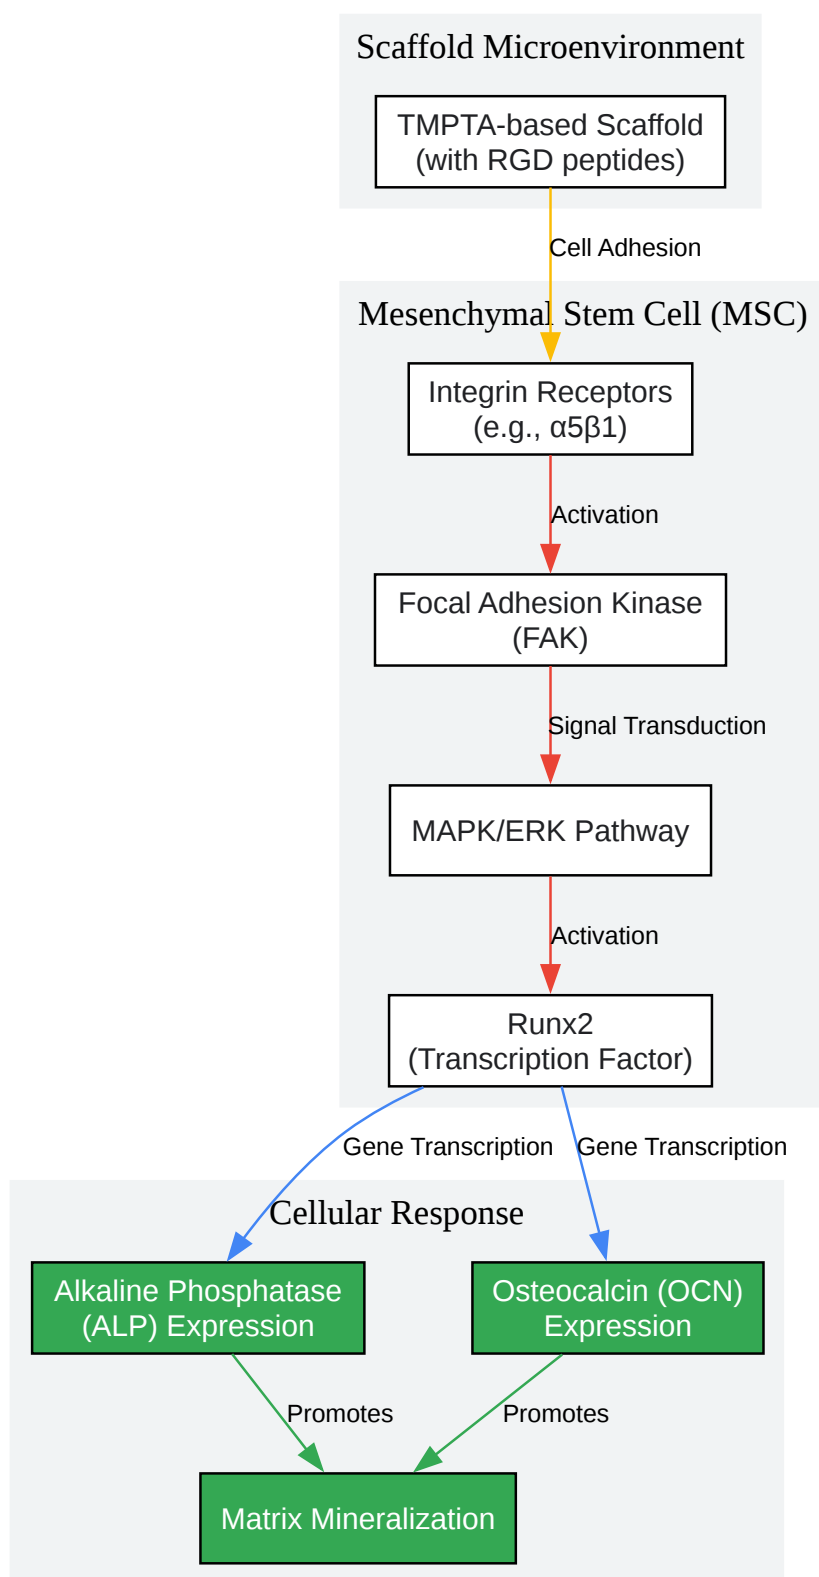 Scaffold Microenvironment
TMPTA-based Scaffold
(with RGD peptides)
Cell Adhesion
Mesenchymal Stem Cell (MSC)
Integrin Receptors
(e.g., α5β1)
Activation
Focal Adhesion Kinase
(FAK)
Signal Transduction
MAPK/ERK Pathway
Activation
Runx2
(Transcription Factor)
Gene Transcription
Gene Transcription
Cellular Response
Alkaline Phosphatase
(ALP) Expression
Osteocalcin (OCN)
Expression
Promotes
Promotes
Matrix Mineralization